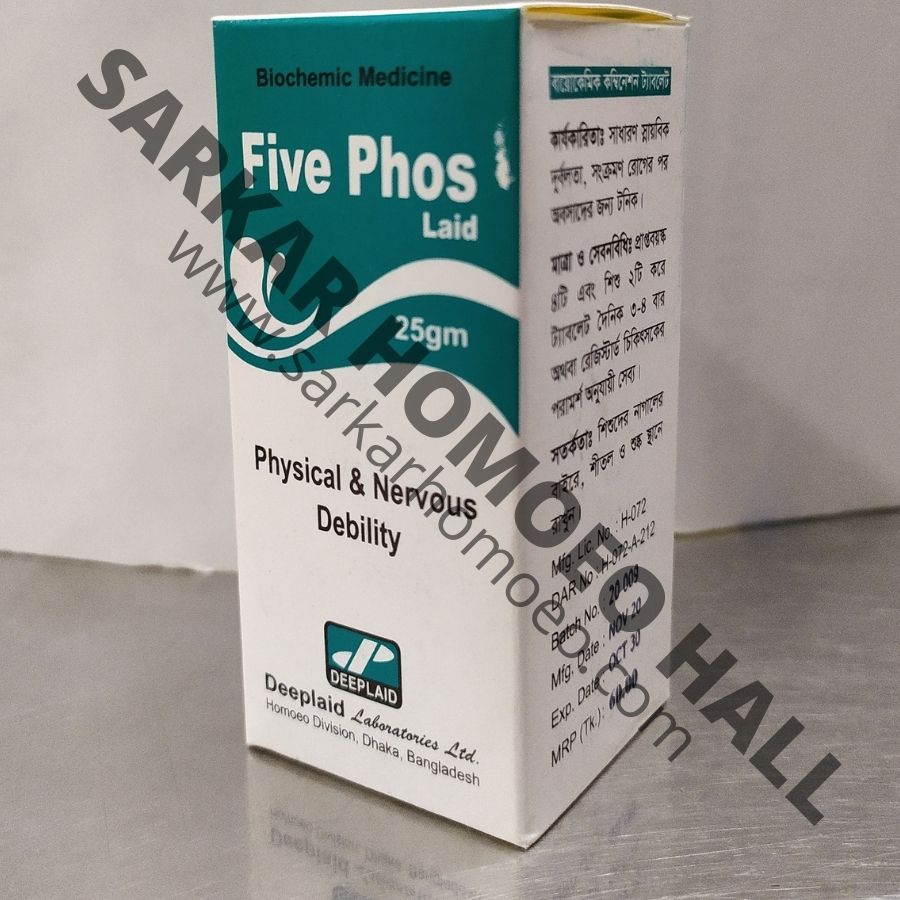 Biochemic Medicine
Five Phos
Laid
25gm
Physical & Nervous
Debility
DEEPLAID
Deeplaid Laboratories Ltd.
Homoeo Division, Dhaka, Bangladesh
বায়োকেমিক কম্বিনেশন ট্যাবলেট
কার্যকারিতাঃ সাধারণ স্নায়বিক
দূর্বলতা, সংক্রমণ রোগের পর
অবসাদের জন্য টনিক।
মাত্রা ও সেবনবিধিঃ প্রাপ্তবয়স্ক
৪টি এবং শিশু ২টি করে
ট্যাবলেট দৈনিক ৩-৪ বার
অথবা রেজিস্টার্ড চিকিৎসকের
পরামর্শ অনুযায়ী সেব্য।
সতর্কতাঃ শিশুদের নাগালের
বাইরে, শীতল ও শুষ্ক স্থানে
রাখুন।
Mfg. Lic. No. : H-072
DAR No : H-072-A-212
Batch No. : 20 009
Mfg. Date : NOV 20
Exp. Date : OCT 30
MRP (Tk.): 60.00
SARKAR HOMOEO HALL
www.sarkarhomoeo.com